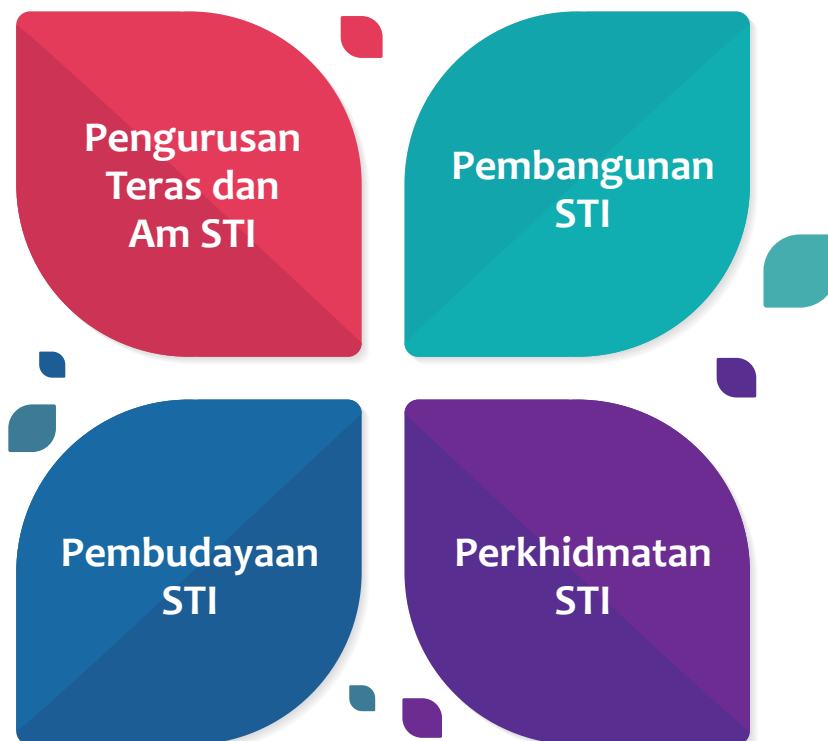 Pengurusan
Teras dan
Am STI
Pembangunan
STI
Pembudayaan
STI
Perkhidmatan
STI